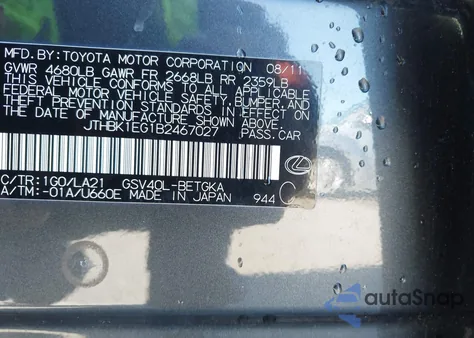 MFD. BY: TOYOTA MOTOR CORPORATION 08/11
GVWR 4680LB GAWR FR 2668LB RR 2359LB
THIS VEHICLE CONFORMS TO ALL APPLICABLE
FEDERAL MOTOR VEHICLE SAFETY, BUMPER, AND
THEFT PREVENTION STANDARDS IN EFFECT ON
THE DATE OF MANUFACTURE SHOWN ABOVE.
JTHBK1EG1B2467027 PASS.CAR
C/TR: 1G0/LA21 GSV40L-BETGKA
A/TM: -01A/U660E MADE IN JAPAN 944 C
autoSnap